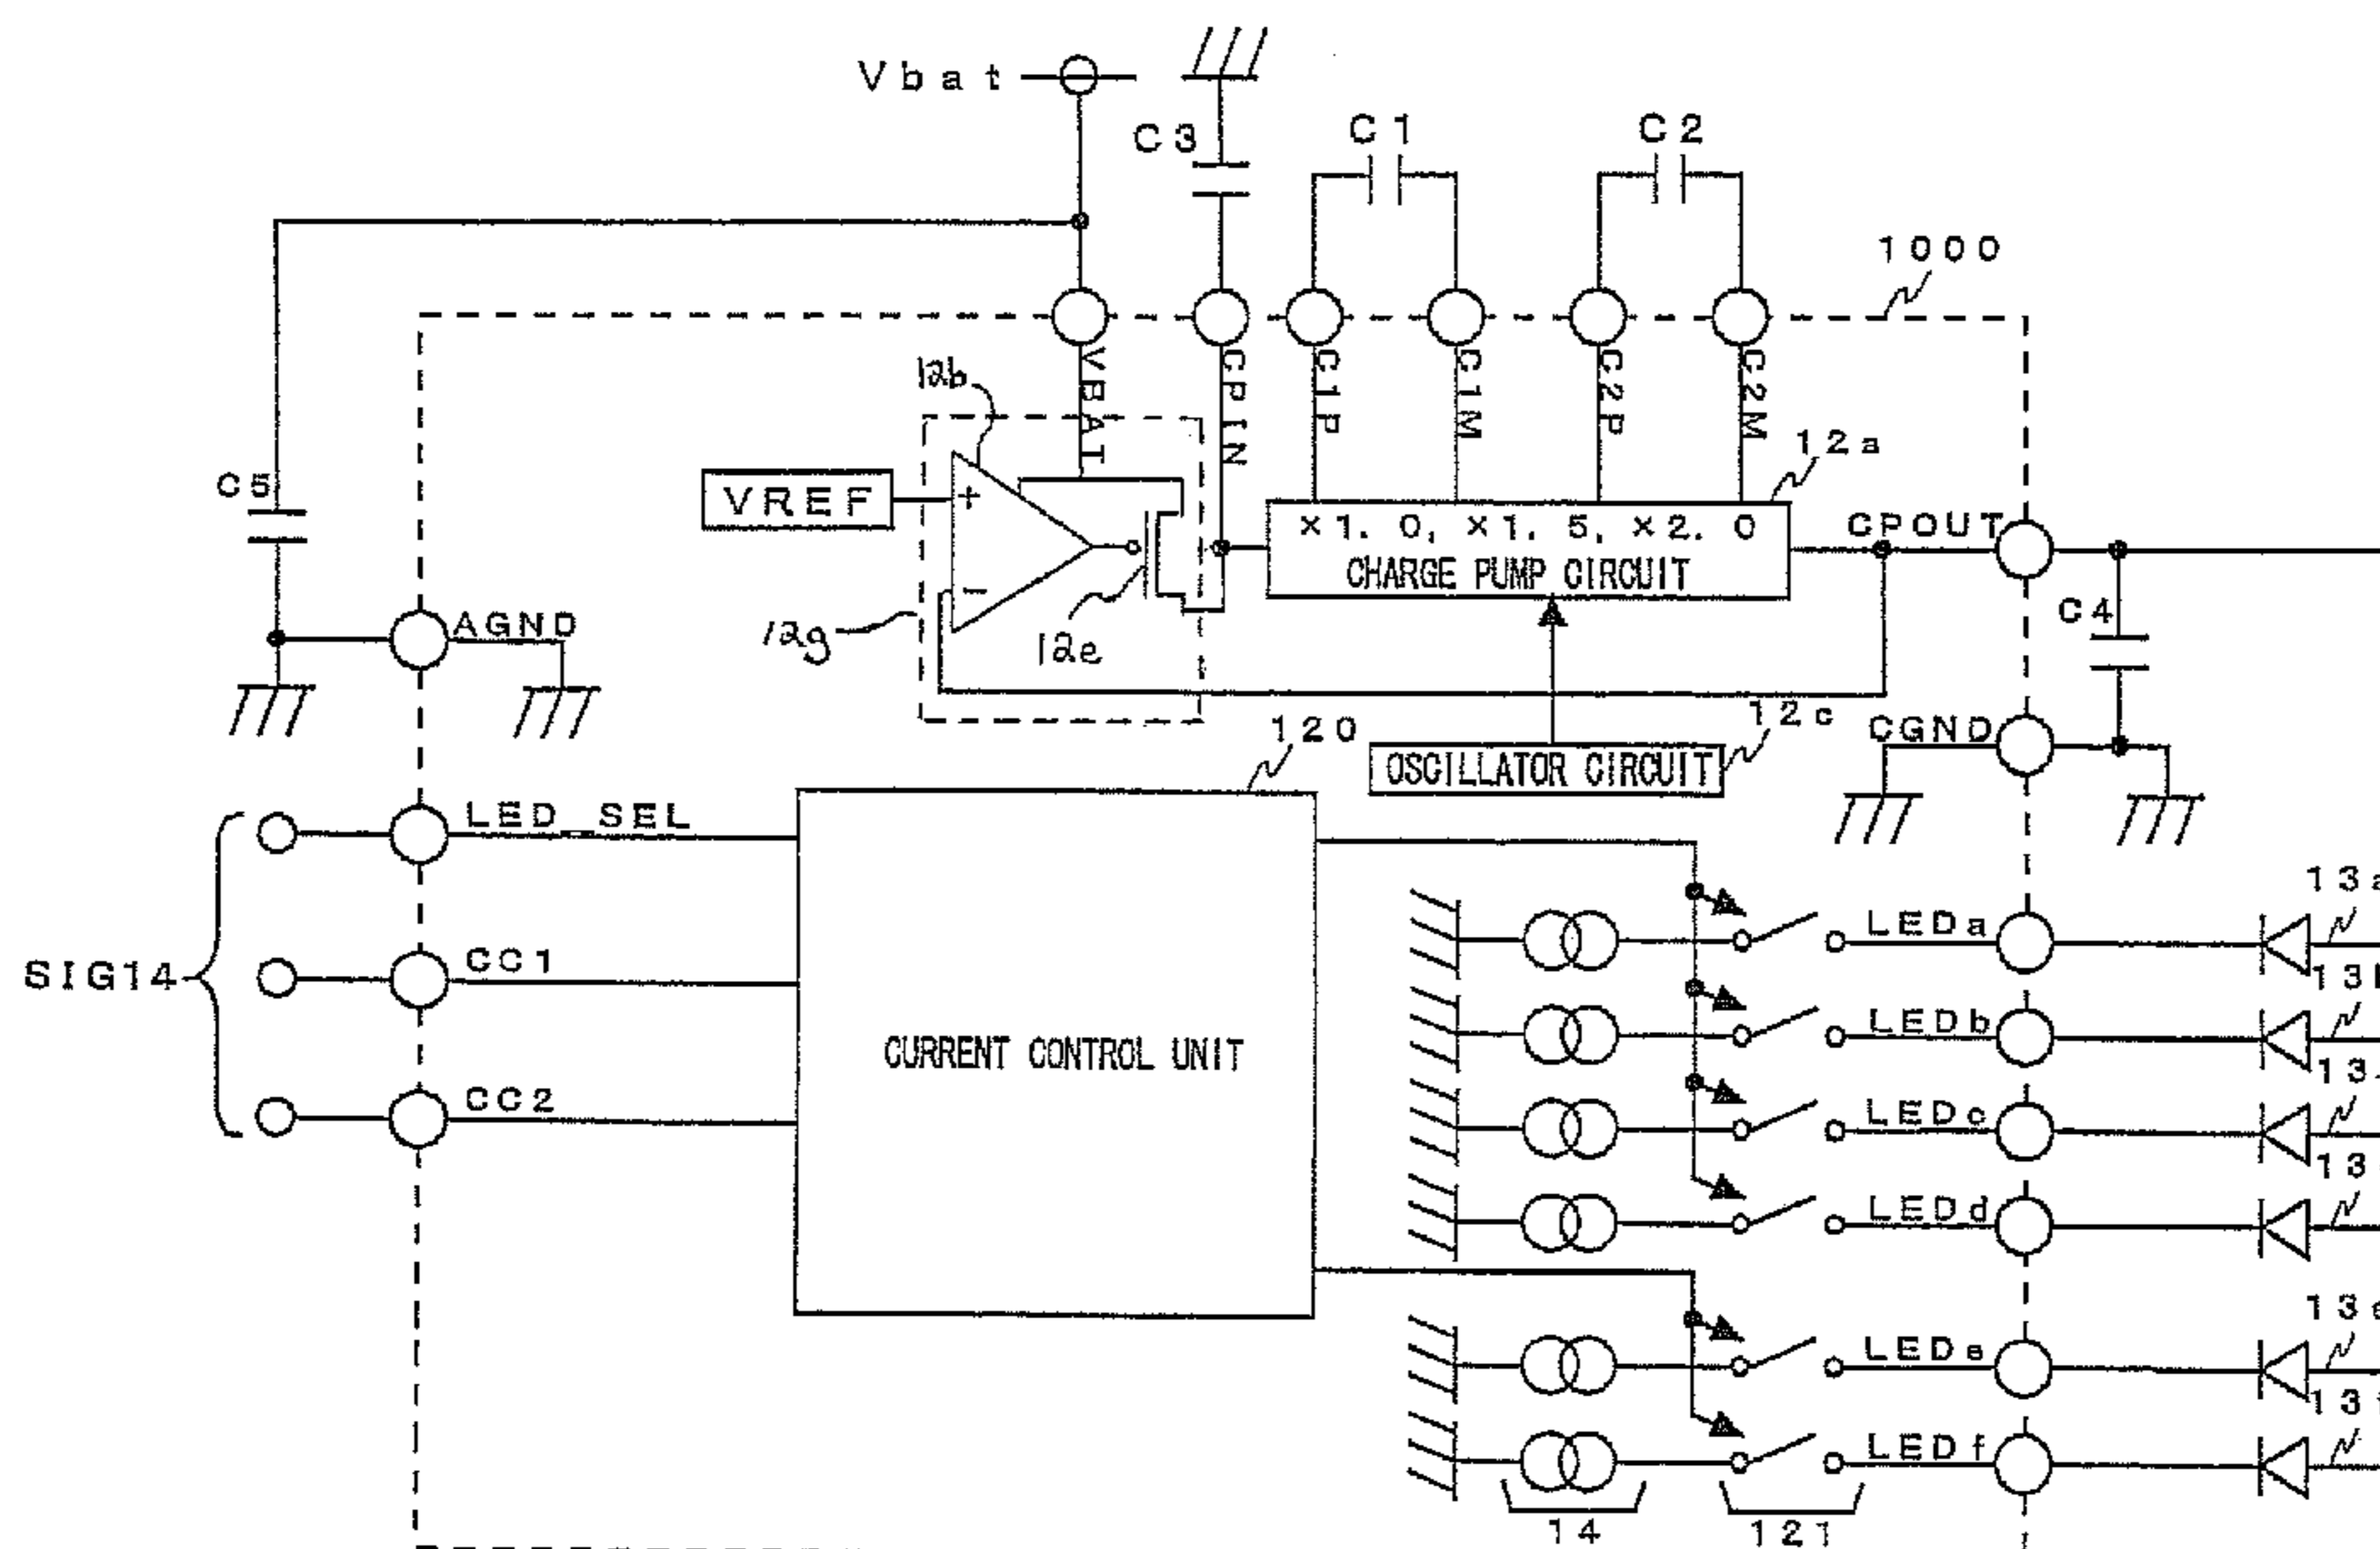 Vbat
C3
C1
C2
1000
VBAT
CPIN
C1P
C1M
C2P
C2M
12b
12a
C5
VREF
+
×1. 0, ×1. 5, ×2. 0
CHARGE PUMP CIRCUIT
CPOUT
−
C4
AGND
12g
12e
120
12c
CGND
OSCILLATOR CIRCUIT
LED_SEL
13a
LEDa
SIG14
CC1
LEDb
CURRENT CONTROL UNIT
CC2
LEDc
LEDd
LEDe
LEDf
14
121